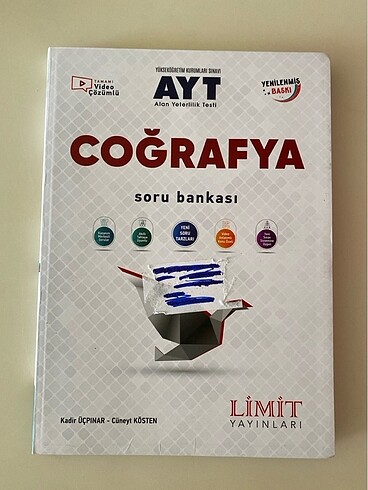 YÜKSEKÖĞRETİM KURUMLARI SINAVI
AYT
Alan Yeterlilik Testi
TAMAMI
Video
Çözümlü
YENİLENMİŞ
BASKI
COĞRAFYA
soru bankası
YENİ
SORU
TARZLARI
Kadir ÜÇPINAR - Cüneyt KÖSTEN
LİMİT
YAYINLARI